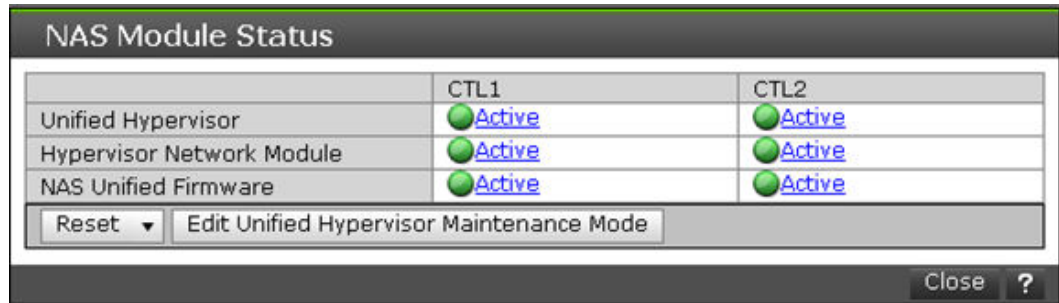 NAS Module Status
CTL1 CTL2
Unified Hypervisor Active Active
Hypervisor Network Module Active Active
NAS Unified Firmware Active Active
Reset Edit Unified Hypervisor Maintenance Mode
Close ?